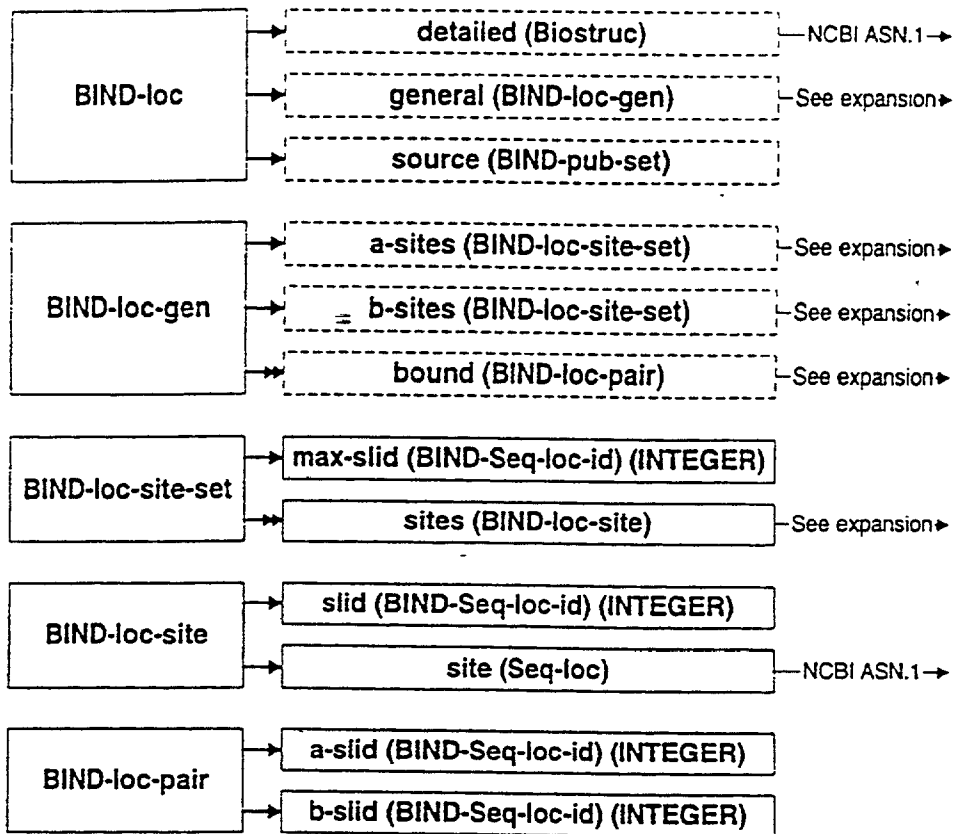 BIND-loc
detailed (Biostruc)
NCBI ASN.1
general (BIND-loc-gen)
See expansion
source (BIND-pub-set)
BIND-loc-gen
a-sites (BIND-loc-site-set)
See expansion
b-sites (BIND-loc-site-set)
See expansion
bound (BIND-loc-pair)
See expansion
BIND-loc-site-set
max-slid (BIND-Seq-loc-id) (INTEGER)
sites (BIND-loc-site)
See expansion
BIND-loc-site
slid (BIND-Seq-loc-id) (INTEGER)
site (Seq-loc)
NCBI ASN.1
BIND-loc-pair
a-slid (BIND-Seq-loc-id) (INTEGER)
b-slid (BIND-Seq-loc-id) (INTEGER)